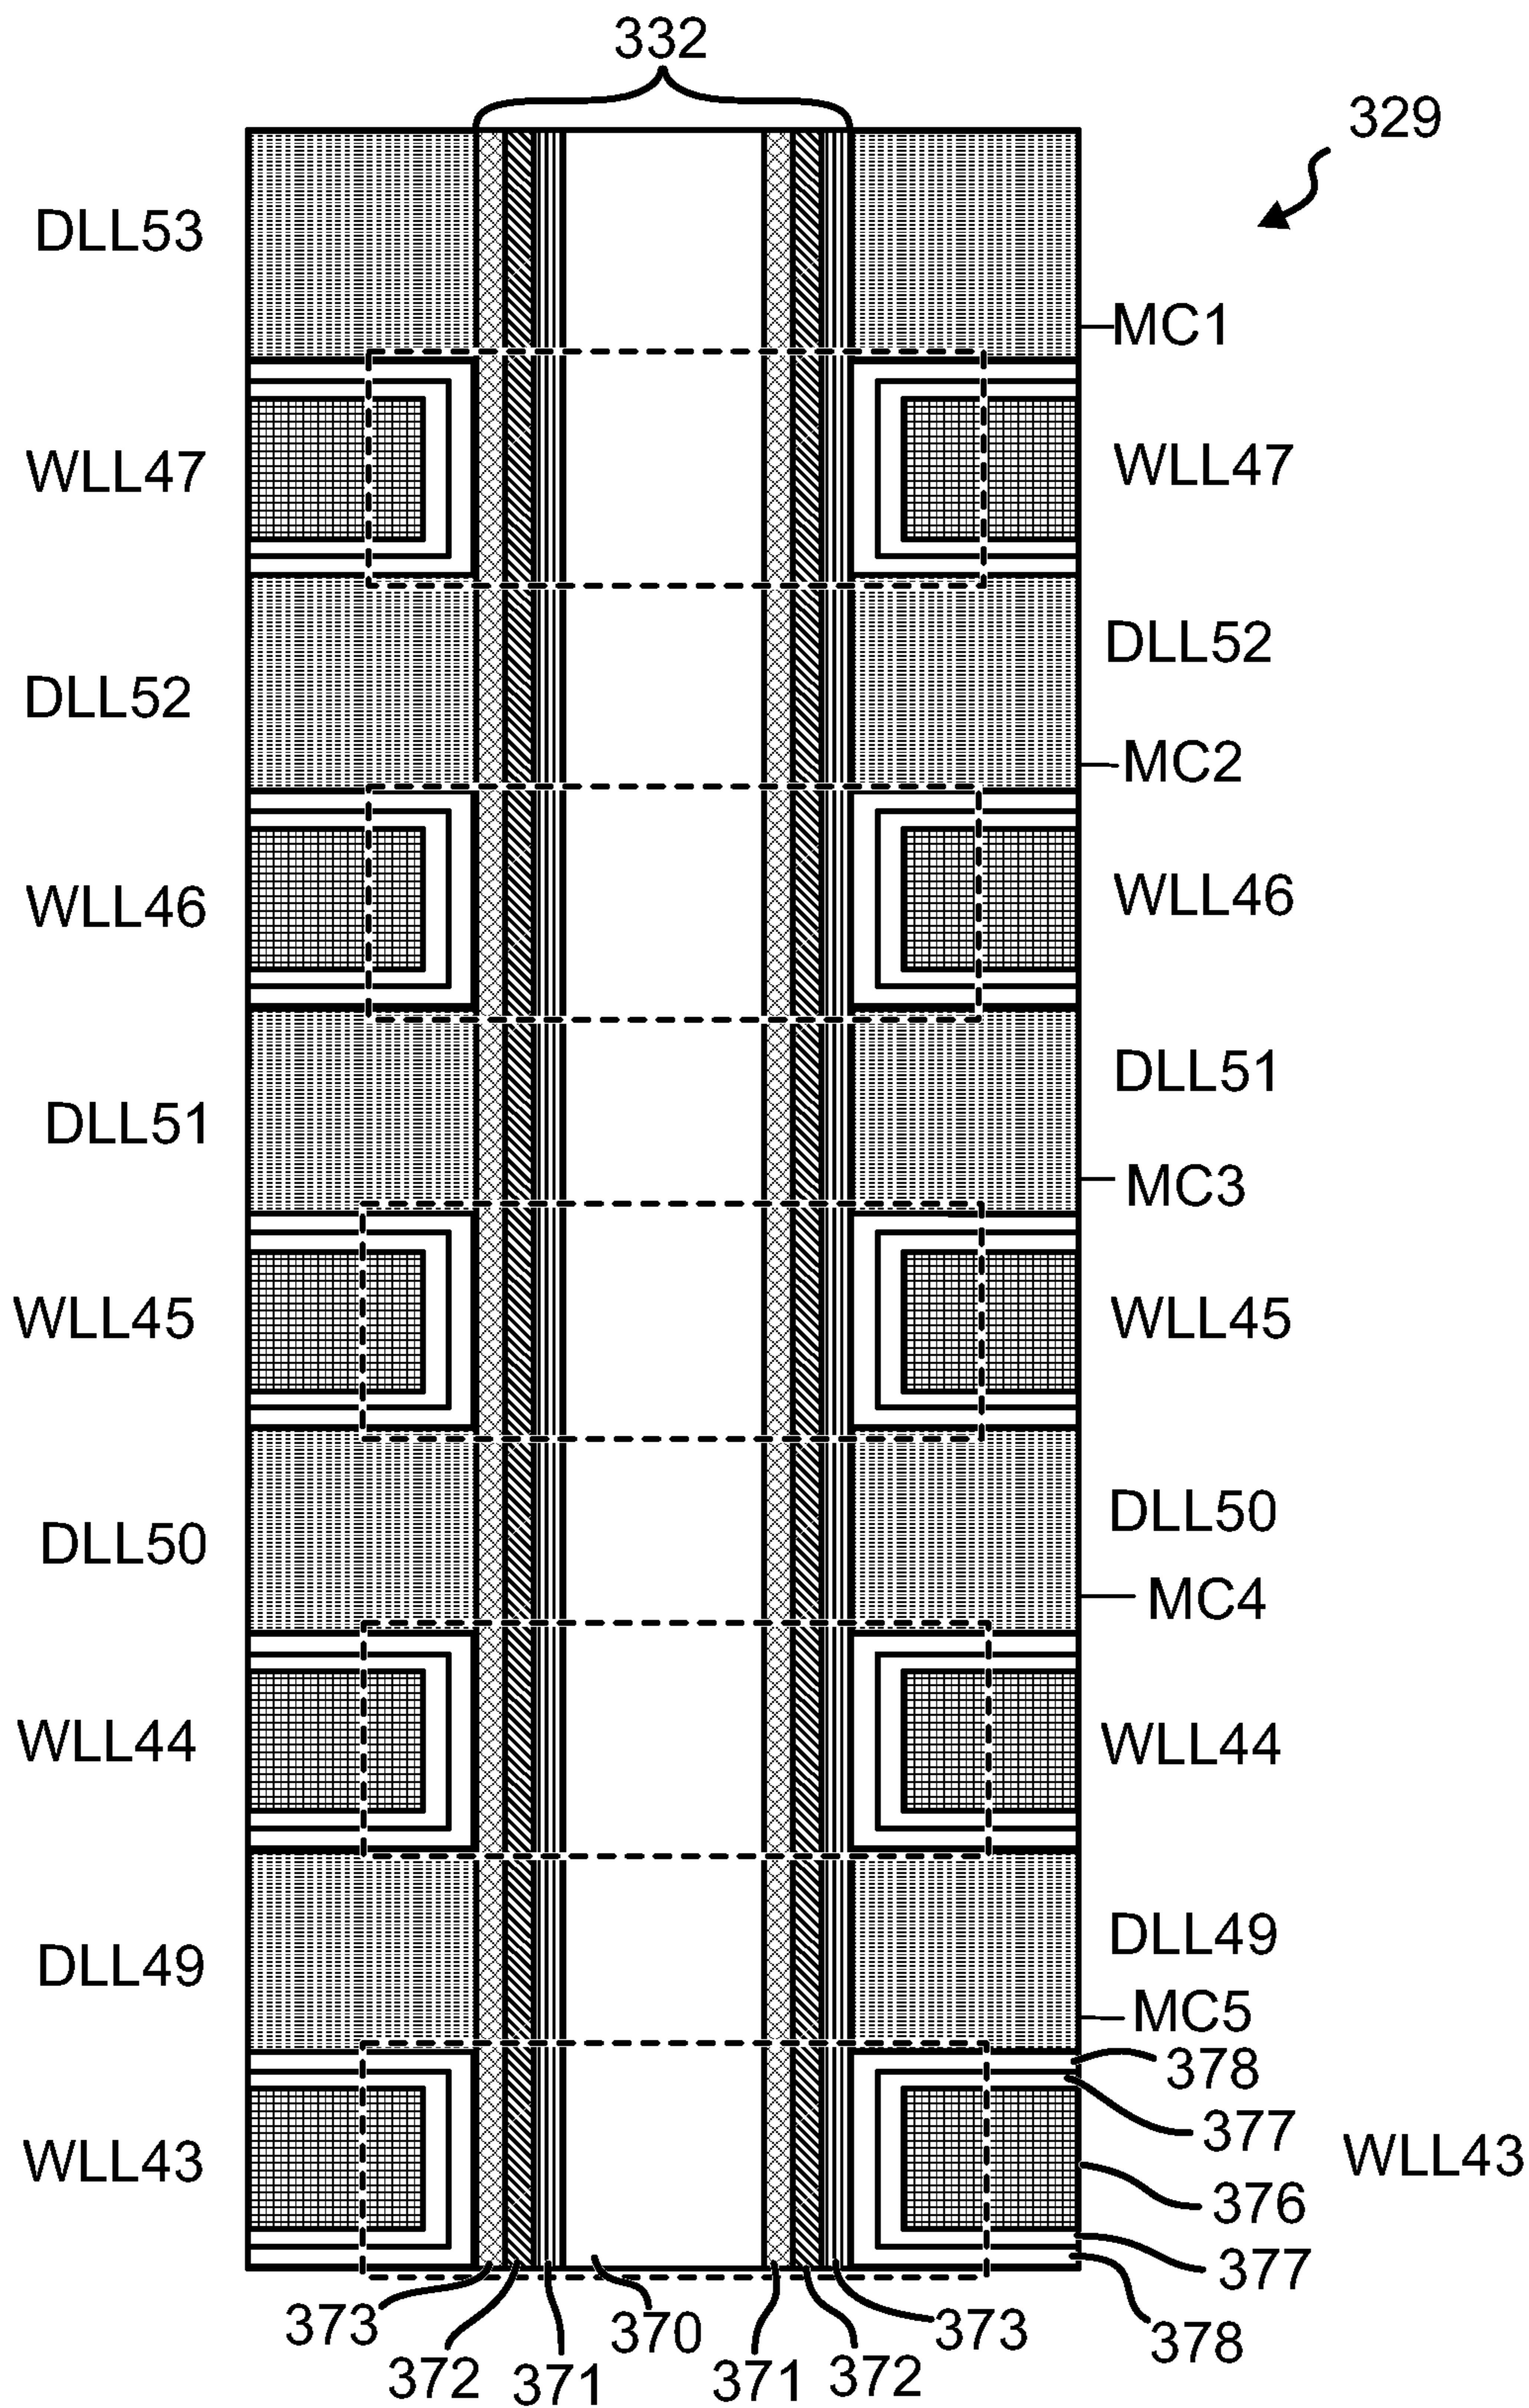 332
329
DLL53
MC1
WLL47 WLL47
DLL52
DLL52
MC2
WLL46 WLL46
DLL51
DLL51
MC3
WLL45 WLL45
DLL50
DLL50
MC4
WLL44 WLL44
DLL49
DLL49
MC5
378
377
WLL43 WLL43
376
377
373 370 373 378
372 371 371 372